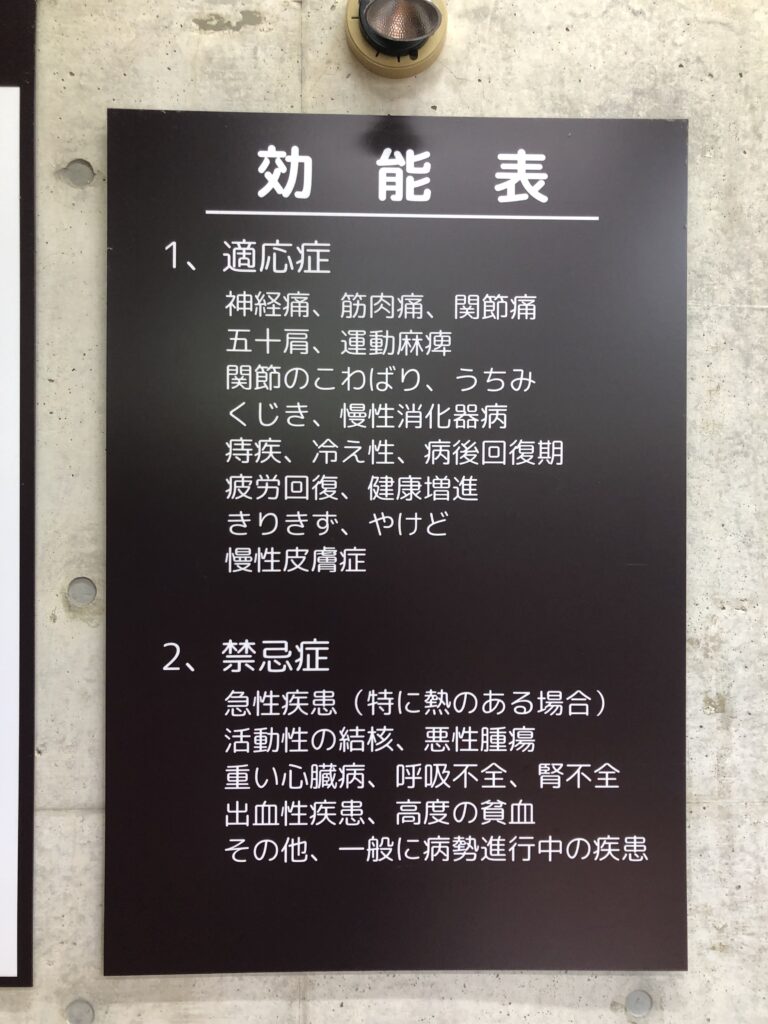 効能表
1、適応症
神経痛、筋肉痛、関節痛
五十肩、運動麻痺
関節のこわばり、うちみ
くじき、慢性消化器病
痔疾、冷え性、病後回復期
疲労回復、健康増進
きりきず、やけど
慢性皮膚症
2、禁忌症
急性疾患（特に熱のある場合）
活動性の結核、悪性腫瘍
重い心臓病、呼吸不全、腎不全
出血性疾患、高度の貧血
その他、一般に病勢進行中の疾患